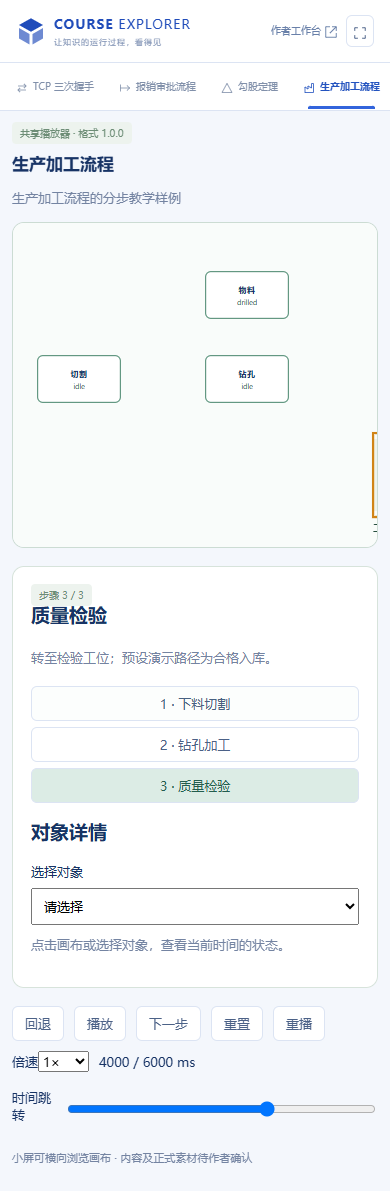 COURSE EXPLORER
让知识的运行过程，看得见
作者工作台
TCP 三次握手
报销审批流程
勾股定理
生产加工流程
共享播放器 · 格式 1.0.0
生产加工流程
生产加工流程的分步教学样例
物料
drilled
切割
idle
钻孔
idle
步骤 3 / 3
质量检验
转至检验工位；预设演示路径为合格入库。
1 · 下料切割
2 · 钻孔加工
3 · 质量检验
对象详情
选择对象
请选择
点击画布或选择对象，查看当前时间的状态。
回退
播放
下一步
重置
重播
倍速 1× 4000 / 6000 ms
时间跳
转
小屏可横向浏览画布 · 内容及正式素材待作者确认